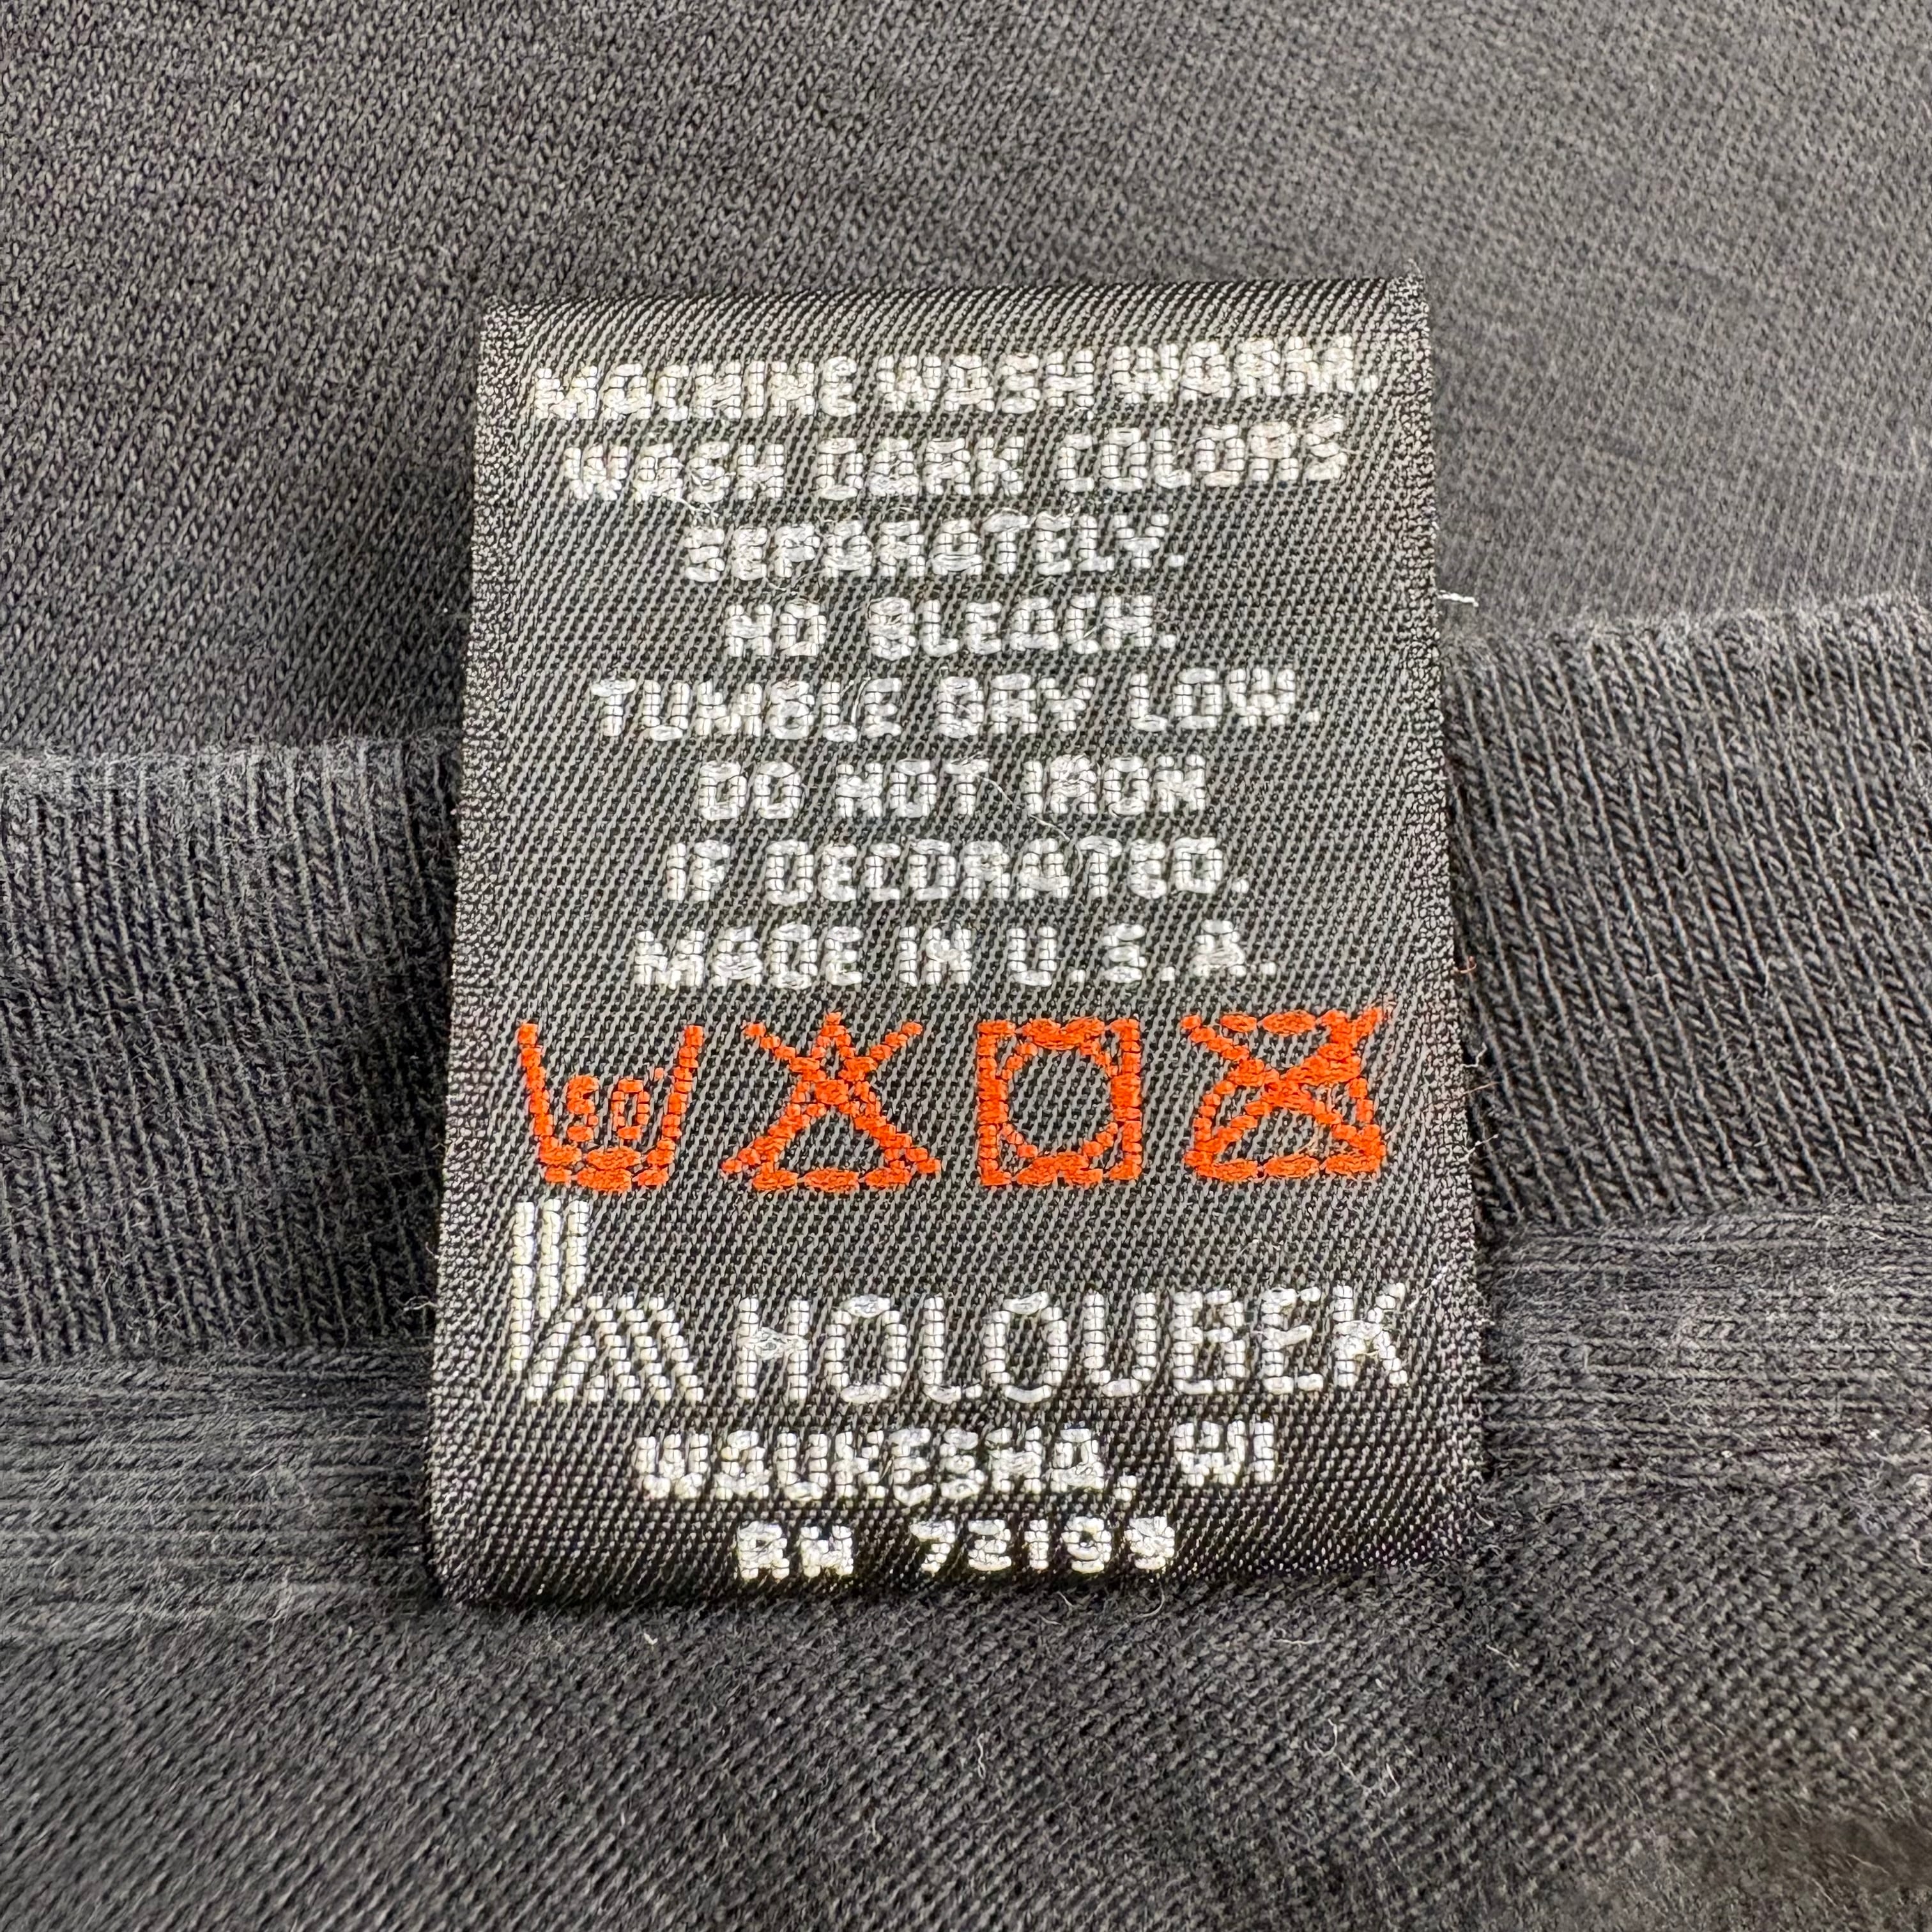 MACHINE WASH WARM.
WASH DARK COLORS
SEPARATELY.
NO BLEACH.
TUMBLE DRY LOW.
DO NOT IRON
IF DECORATED.
MADE IN U.S.A.
50°
HOLOUBEK
WAUKESHA, WI
RN